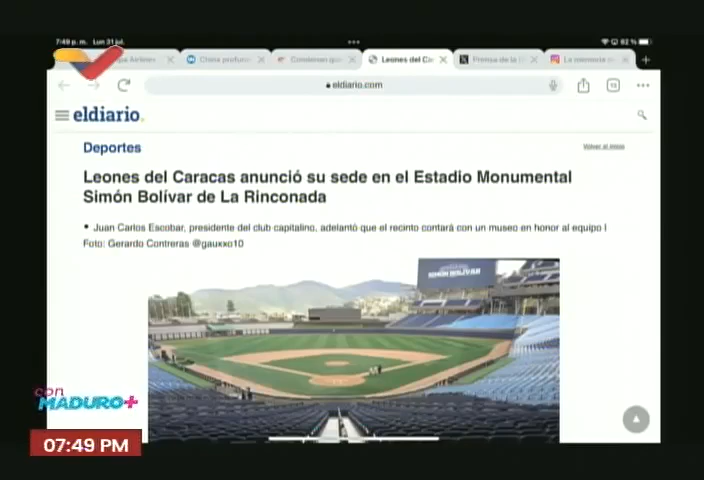 7:49 p. m. Lun 31 jul.
82 %
Leones del Car
eldiario.com
eldiario.
Deportes
Volver al inicio
Leones del Caracas anunció su sede en el Estadio Monumental
Simón Bolívar de La Rinconada
• Juan Carlos Escobar, presidente del club capitalino, adelantó que el recinto contará con un museo en honor al equipo I
Foto: Gerardo Contreras @gauxxo10
SIMÓN BOLÍVAR
con
MADURO+
07:49 PM